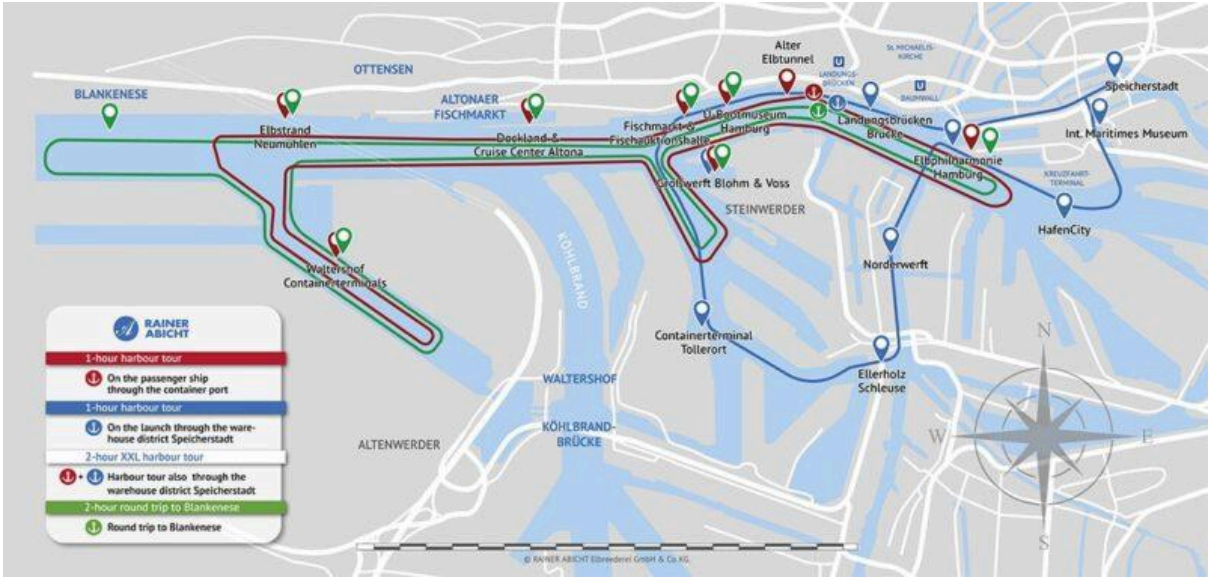 BLANKENESE
OTTENSEN
ALTONAER
FISCHMARKT
Elbstrand
Neumühlen
Dockland &
Cruise Center Altona
Fischmarkt &
Fischauktionshalle
U-Bootmuseum
Hamburg
Alter
Elbtunnel
U
LANDUNGS-
BRÜCKEN
ST. MICHAELIS-
KIRCHE
U
BAUMWALL
Landungsbrücken
Brücke
Speicherstadt
Int. Maritimes Museum
Elbphilharmonie
Hamburg
KREUZFAHRT-
TERMINAL
HafenCity
Großwerft Blohm & Voss
STEINWERDER
Norderwerft
Waltershof
Containerterminals
KÖHLBRAND
Containerterminal
Tollerort
Ellerholz
Schleuse
WALTERSHOF
KÖHLBRAND-
BRÜCKE
ALTENWERDER
A RAINER
ABICHT
1-hour harbour tour
On the passenger ship
through the container port
1-hour harbour tour
On the launch through the ware-
house district Speicherstadt
2-hour XXL harbour tour
+ Harbour tour also through the
warehouse district Speicherstadt
2-hour round trip to Blankenese
Round trip to Blankenese
N
W E
S
© RAINER ABICHT Elbreederei GmbH & Co KG